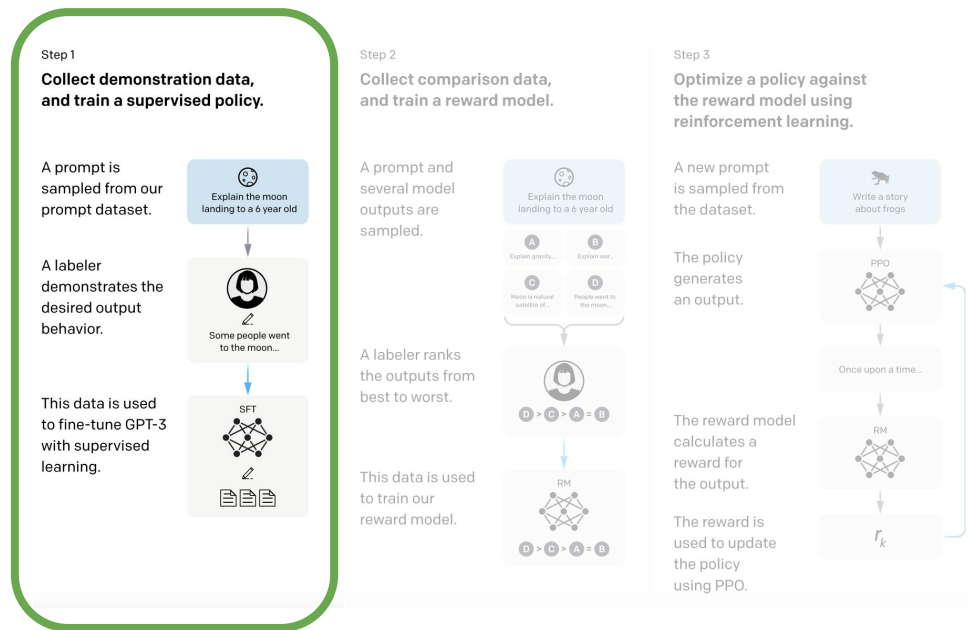 Step 1
Collect demonstration data,
and train a supervised policy.
A prompt is
sampled from our
prompt dataset.
Explain the moon
landing to a 6 year old
A labeler
demonstrates the
desired output
behavior.
Some people went
to the moon...
This data is used
to fine-tune GPT-3
with supervised
learning.
SFT
Step 2
Collect comparison data,
and train a reward model.
A prompt and
several model
outputs are
sampled.
Explain the moon
landing to a 6 year old
A
Explain gravity...
B
Explain war...
C
Moon is natural
satellite of...
D
People went to
the moon...
A labeler ranks
the outputs from
best to worst.
D > C > A = B
This data is used
to train our
reward model.
RM
D > C > A = B
Step 3
Optimize a policy against
the reward model using
reinforcement learning.
A new prompt
is sampled from
the dataset.
Write a story
about frogs
The policy
generates
an output.
PPO
Once upon a time...
The reward model
calculates a
reward for
the output.
RM
The reward is
used to update
the policy
using PPO.
rk